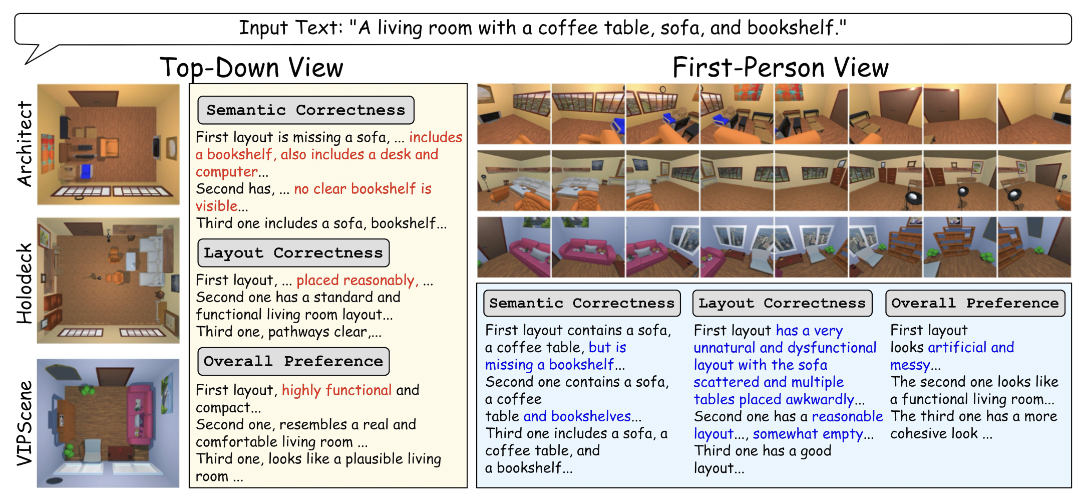 Input Text: "A living room with a coffee table, sofa, and bookshelf."
Top-Down View
First-Person View
Architect
Holodeck
VIPScene
Semantic Correctness
First layout is missing a sofa, ... includes
a bookshelf, also includes a desk and
computer...
Second has, ... no clear bookshelf is
visible...
Third one includes a sofa, bookshelf...
Layout Correctness
First layout, ... placed reasonably, ...
Second one has a standard and
functional living room layout...
Third one, pathways clear,...
Overall Preference
First layout, highly functional and
compact...
Second one, resembles a real and
comfortable living room ...
Third one, looks like a plausible living
room ...
Semantic Correctness
First layout contains a sofa,
a coffee table, but is
missing a bookshelf...
Second one contains a sofa,
a coffee
table and bookshelves...
Third one includes a sofa, a
coffee table, and
a bookshelf...
Layout Correctness
First layout has a very
unnatural and dysfunctional
layout with the sofa
scattered and multiple
tables placed awkwardly...
Second one has a reasonable
layout..., somewhat empty...
Third one has a good
layout...
Overall Preference
First layout
looks artificial and
messy...
The second one looks like
a functional living room...
The third one has a more
cohesive look ...